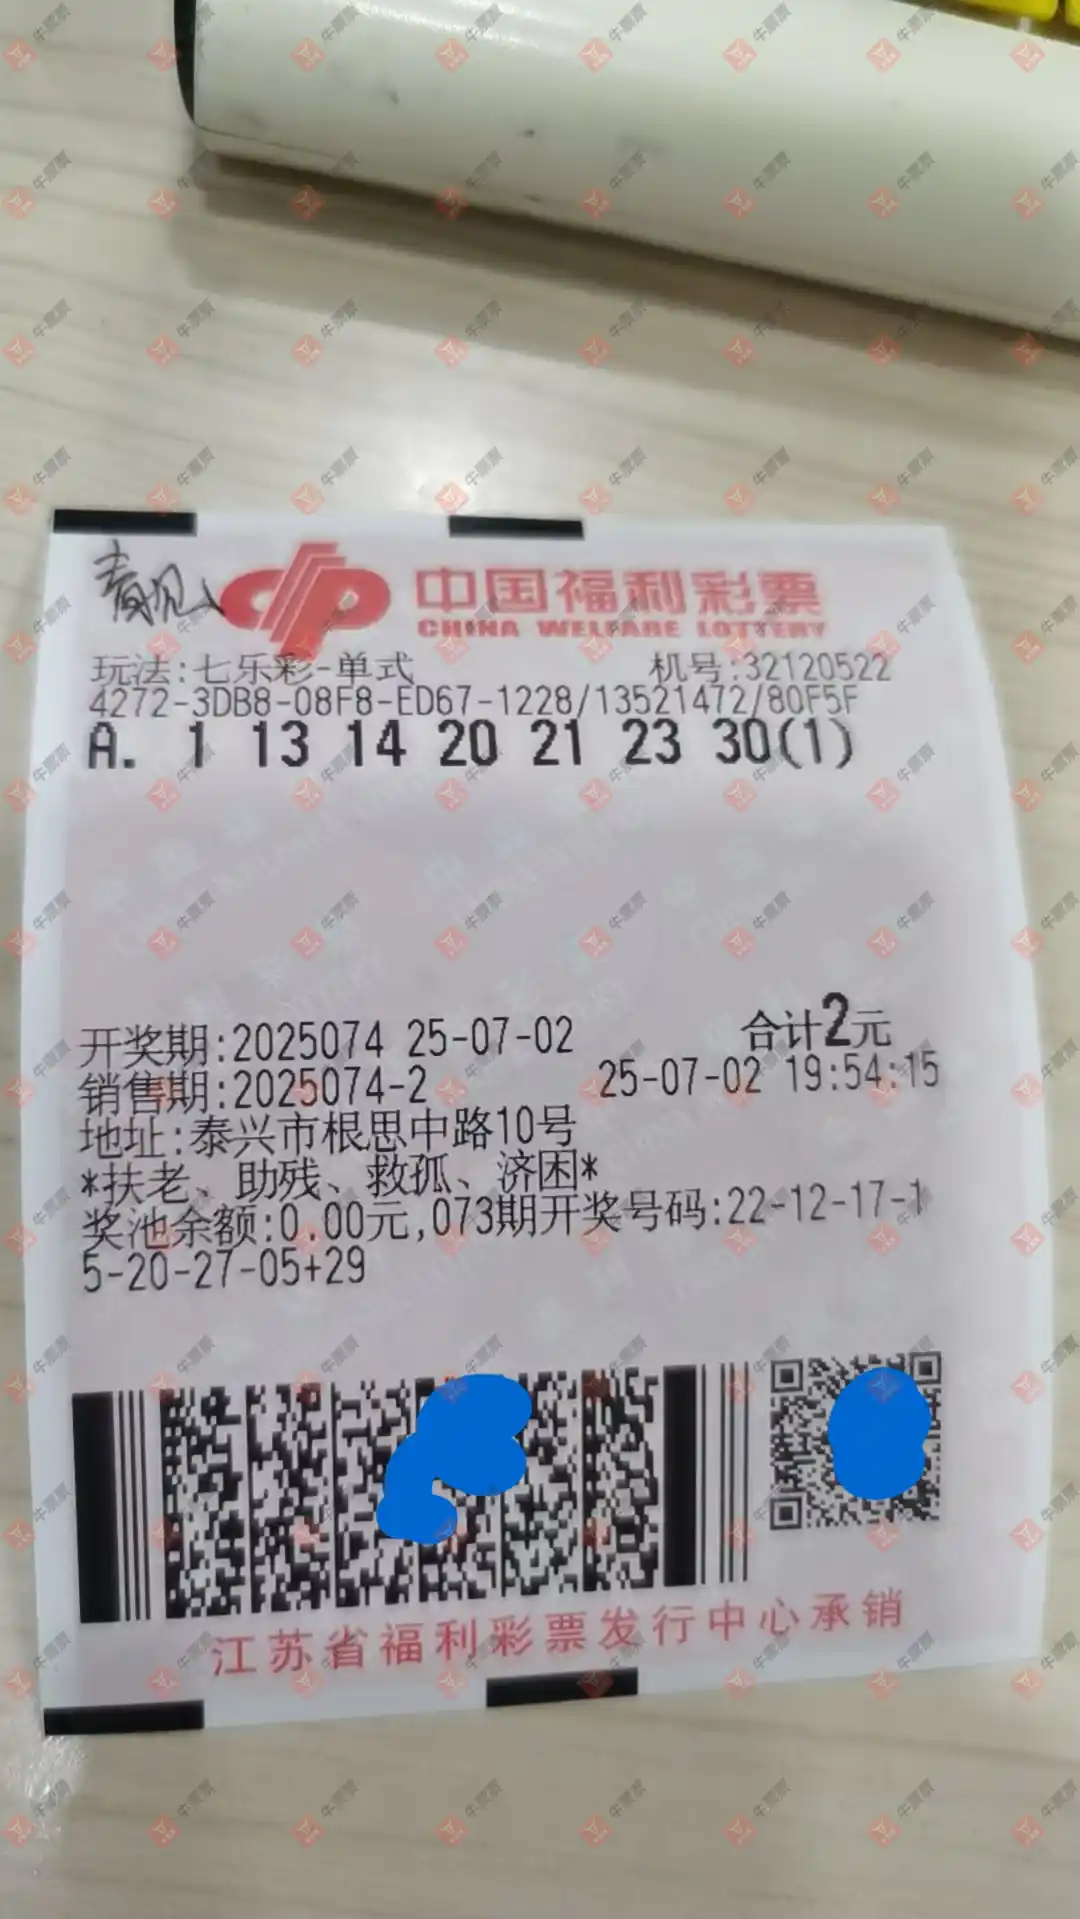 中国福利彩票
CHINA WELFARE LOTTERY
玩法:七乐彩-单式 机号:32120522
4272-3DB8-08F8-ED67-1228/13521472/80F5F
A. 1 13 14 20 21 23 30(1)
开奖期:2025074 25-07-02 合计2元
销售期:2025074-2 25-07-02 19:54:15
地址:泰兴市根思中路10号
*扶老、助残、救孤、济困*
奖池余额:0.00元,073期开奖号码:22-12-17-1
5-20-27-05+29
江苏省福利彩票发行中心承销
牛票票